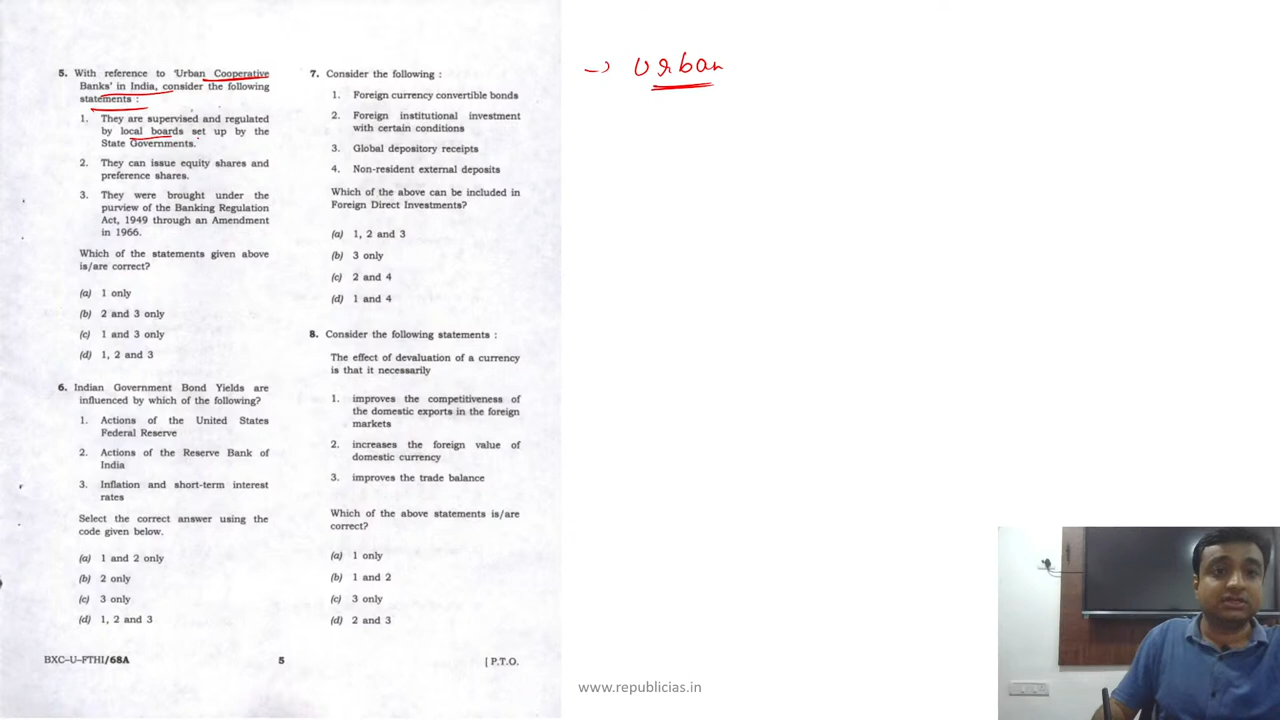 5. With reference to 'Urban Cooperative
Banks' in India, consider the following
statements :
1. They are supervised and regulated
by local boards set up by the
State Governments.
2. They can issue equity shares and
preference shares.
3. They were brought under the
purview of the Banking Regulation
Act, 1949 through an Amendment
in 1966.
Which of the statements given above
is/are correct?
(a) 1 only
(b) 2 and 3 only
(c) 1 and 3 only
(d) 1, 2 and 3
6. Indian Government Bond Yields are
influenced by which of the following?
1. Actions of the United States
Federal Reserve
2. Actions of the Reserve Bank of
India
3. Inflation and short-term interest
rates
Select the correct answer using the
code given below.
(a) 1 and 2 only
(b) 2 only
(c) 3 only
(d) 1, 2 and 3
7. Consider the following :
1. Foreign currency convertible bonds
2. Foreign institutional investment
with certain conditions
3. Global depository receipts
4. Non-resident external deposits
Which of the above can be included in
Foreign Direct Investments?
(a) 1, 2 and 3
(b) 3 only
(c) 2 and 4
(d) 1 and 4
8. Consider the following statements :
The effect of devaluation of a currency
is that it necessarily
1. improves the competitiveness of
the domestic exports in the foreign
markets
2. increases the foreign value of
domestic currency
3. improves the trade balance
Which of the above statements is/are
correct?
(a) 1 only
(b) 1 and 2
(c) 3 only
(d) 2 and 3
BXC–U–FTHI/68A 5 [ P.T.O.
→ Urban
www.republicias.in